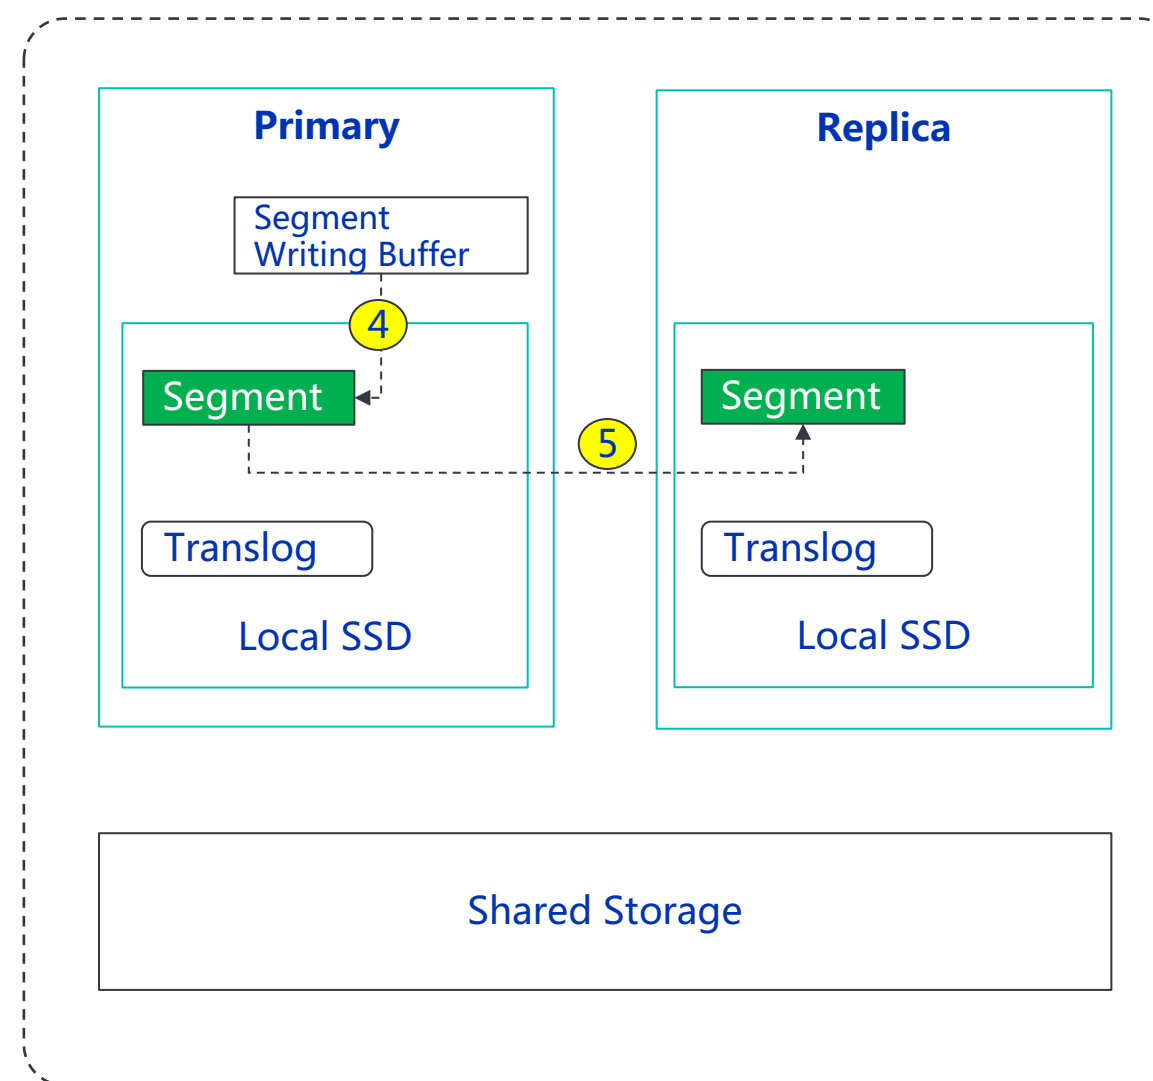 Primary
Replica
Segment
Writing Buffer
4
Segment
Segment
5
Translog
Translog
Local SSD
Local SSD
Shared Storage